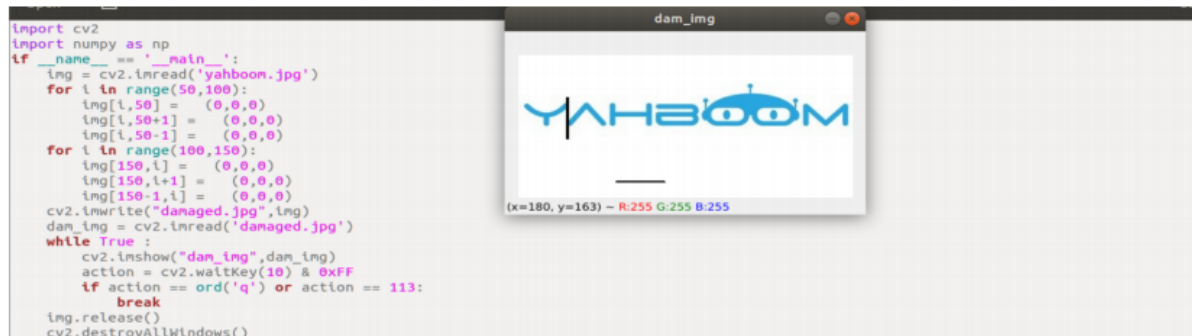 import cv2
import numpy as np
if __name__ == '__main__':
    img = cv2.imread('yahboom.jpg')
    for i in range(50,100):
        img[i,50] =   (0,0,0)
        img[i,50+1] =   (0,0,0)
        img[i,50-1] =   (0,0,0)
    for i in range(100,150):
        img[150,i] =   (0,0,0)
        img[150,i+1] =   (0,0,0)
        img[150-1,i] =   (0,0,0)
    cv2.imwrite("damaged.jpg",img)
    dam_img = cv2.imread('damaged.jpg')
    while True :
        cv2.imshow("dam_img",dam_img)
        action = cv2.waitKey(10) & 0xFF
        if action == ord('q') or action == 113:
            break
    img.release()
    cv2.destroyAllWindows()
dam_img
YAHBOOM
(x=180, y=163) ~ R:255 G:255 B:255